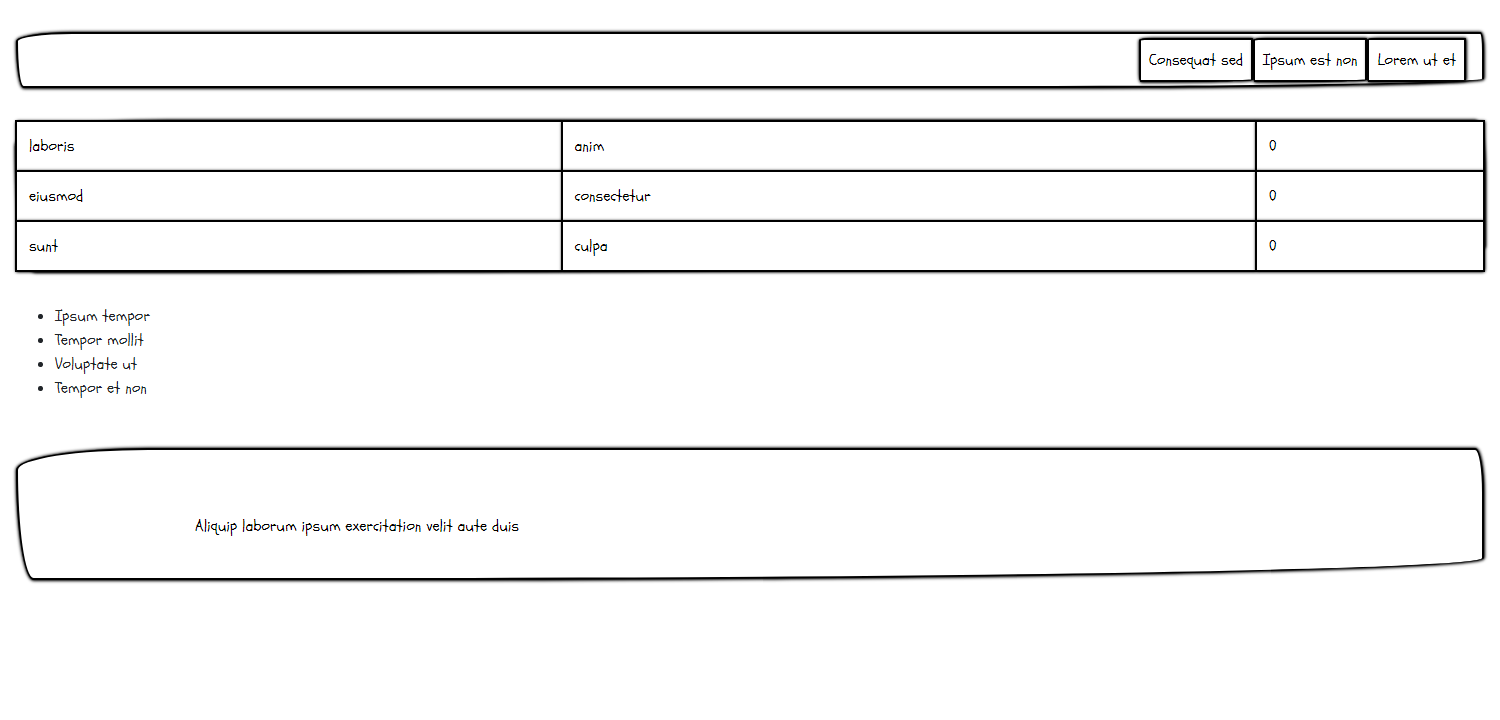 Consequat sed Ipsum est non Lorem ut et
laboris anim 0
eiusmod consectetur 0
sunt culpa 0
Ipsum tempor
Tempor mollit
Voluptate ut
Tempor et non
Aliquip laborum ipsum exercitation velit aute duis